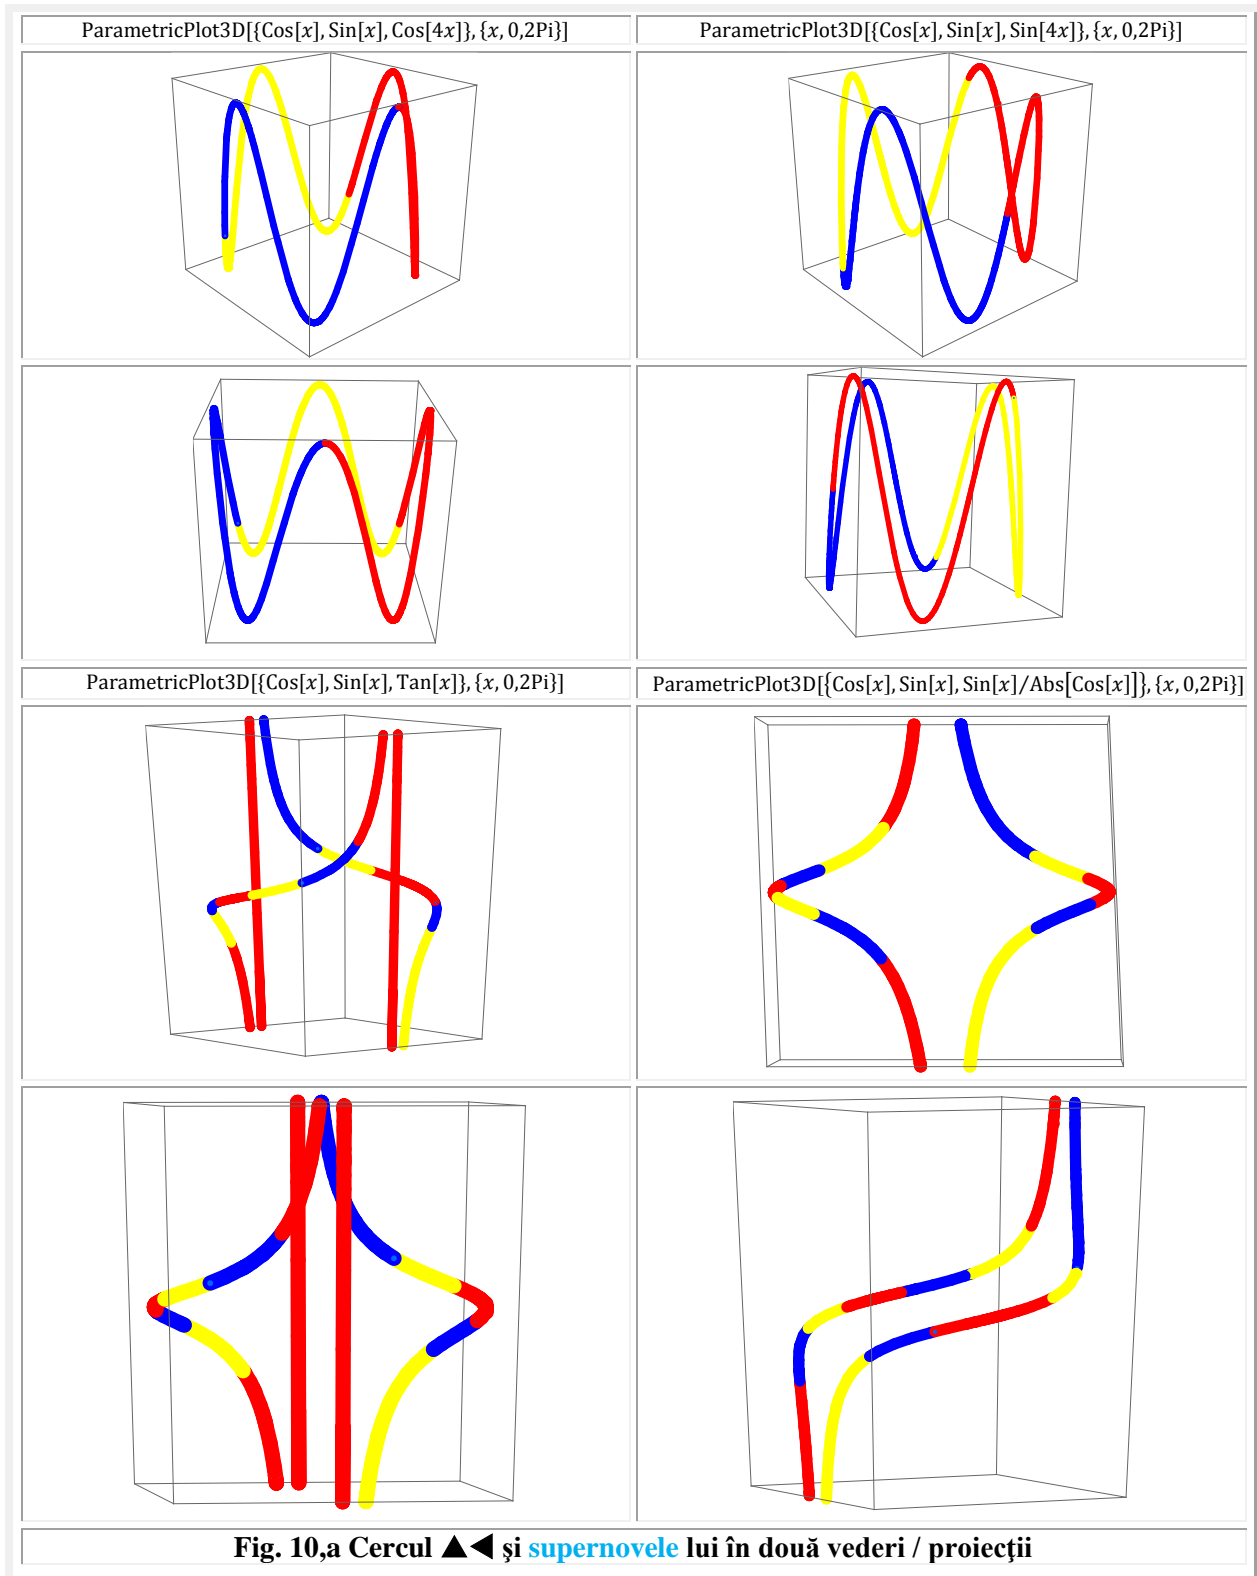 ParametricPlot3D[{Cos[x], Sin[x], Cos[4x]}, {x, 0,2Pi}]
ParametricPlot3D[{Cos[x], Sin[x], Sin[4x]}, {x, 0,2Pi}]
ParametricPlot3D[{Cos[x], Sin[x], Tan[x]}, {x, 0,2Pi}]
ParametricPlot3D[{Cos[x], Sin[x], Sin[x]/Abs[Cos[x]]}, {x, 0,2Pi}]
Fig. 10,a Cercul ▲◀ şi supernovele lui în două vederi / proiecţii